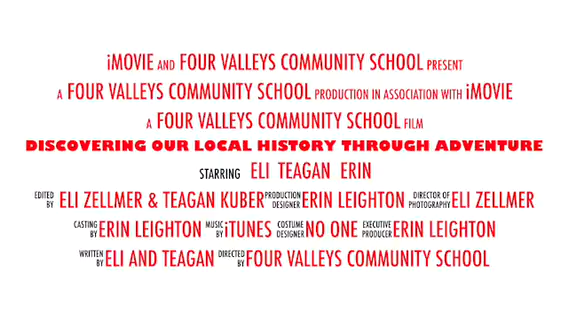 iMOVIE AND FOUR VALLEYS COMMUNITY SCHOOL PRESENT
A FOUR VALLEYS COMMUNITY SCHOOL PRODUCTION IN ASSOCIATION WITH iMOVIE
A FOUR VALLEYS COMMUNITY SCHOOL FILM
DISCOVERING OUR LOCAL HISTORY THROUGH ADVENTURE
STARRING ELI TEAGAN ERIN
EDITED BY ELI ZELLMER & TEAGAN KUBER PRODUCTION DESIGNER ERIN LEIGHTON DIRECTOR OF PHOTOGRAPHY ELI ZELLMER
CASTING BY ERIN LEIGHTON MUSIC BY iTUNES COSTUME DESIGNER NO ONE EXECUTIVE PRODUCER ERIN LEIGHTON
WRITTEN BY ELI AND TEAGAN DIRECTED BY FOUR VALLEYS COMMUNITY SCHOOL